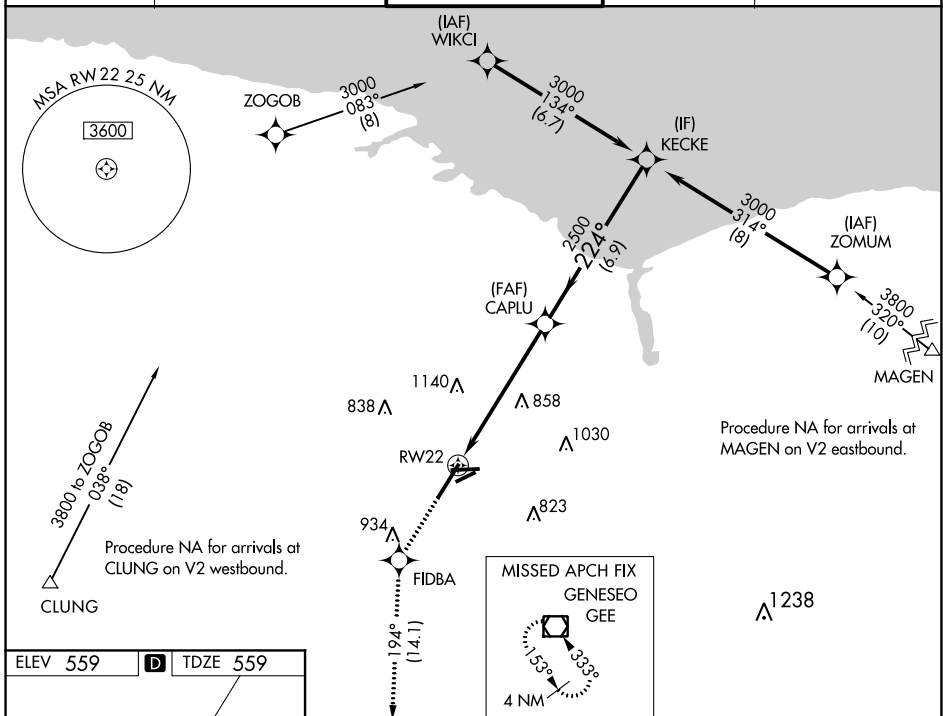 (IAF)
WIKCI
MSA RW22 25 NM
3600
ZOGOB
3000
083°
(8)
3000
134°
(6.7)
(IF)
KECKE
3000
314°
(8)
(IAF)
ZOMUM
2500
224°
(6.9)
(FAF)
CAPLU
3800
320°
(10)
MAGEN
1140
838
858
1030
Procedure NA for arrivals at
MAGEN on V2 eastbound.
RW22
3800 to ZOGOB
038°
(18)
823
934
Procedure NA for arrivals at
CLUNG on V2 westbound.
CLUNG
FIDBA
MISSED APCH FIX
GENESEO
GEE
153°
333°
4 NM
1238
194°
(14.1)
ELEV 559
D
TDZE 559